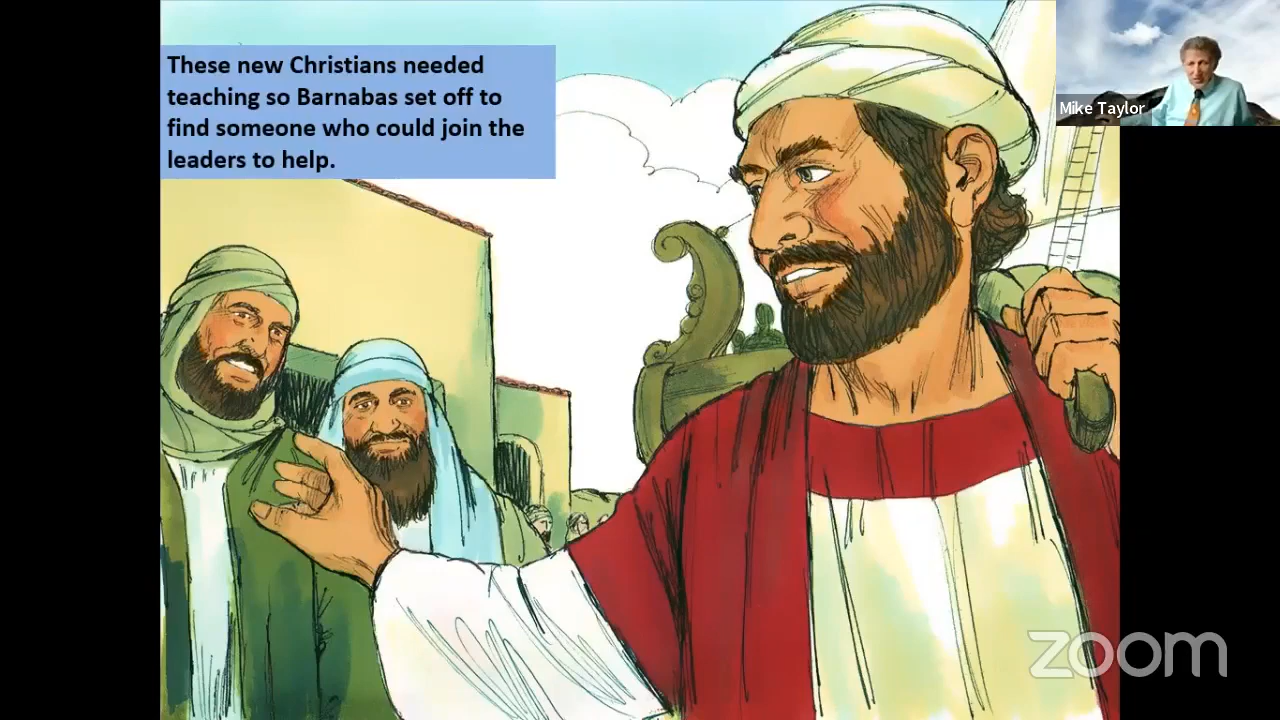 These new Christians needed
teaching so Barnabas set off to
find someone who could join the
leaders to help.
Mike Taylor
zoom